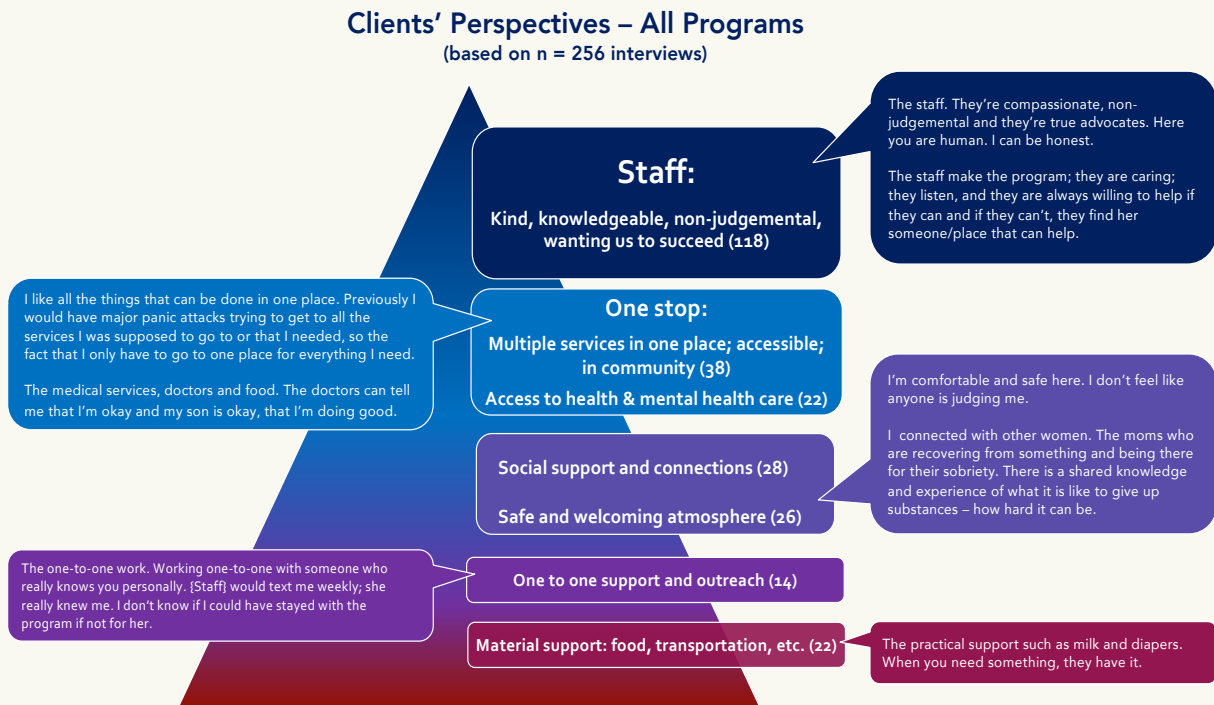 Clients' Perspectives – All Programs
(based on n = 256 interviews)
Staff:
Kind, knowledgeable, non-judgemental,
wanting us to succeed (118)
The staff. They're compassionate, non-
judgemental and they're true advocates. Here
you are human. I can be honest.
The staff make the program; they are caring;
they listen, and they are always willing to help if
they can and if they can't, they find her
someone/place that can help.
I like all the things that can be done in one place. Previously I
would have major panic attacks trying to get to all the
services I was supposed to go to or that I needed, so the
fact that I only have to go to one place for everything I need.
The medical services, doctors and food. The doctors can tell
me that I'm okay and my son is okay, that I'm doing good.
One stop:
Multiple services in one place; accessible;
in community (38)
Access to health & mental health care (22)
Social support and connections (28)
Safe and welcoming atmosphere (26)
I'm comfortable and safe here. I don't feel like
anyone is judging me.
I connected with other women. The moms who
are recovering from something and being there
for their sobriety. There is a shared knowledge
and experience of what it is like to give up
substances – how hard it can be.
The one-to-one work. Working one-to-one with someone who
really knows you personally. {Staff} would text me weekly; she
really knew me. I don't know if I could have stayed with the
program if not for her.
One to one support and outreach (14)
Material support: food, transportation, etc. (22)
The practical support such as milk and diapers.
When you need something, they have it.